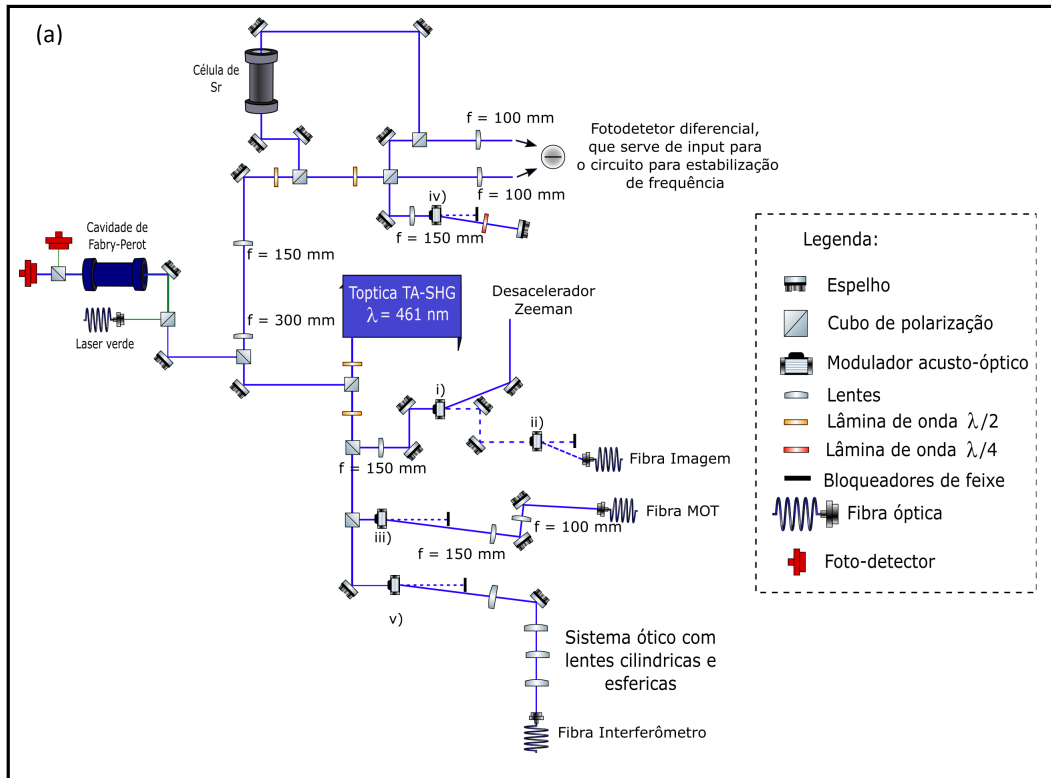 (a)
Célula de
Sr
f = 100 mm
Fotodetetor diferencial,
que serve de input para
o circuito para estabilização
de frequência
f = 100 mm
iv)
f = 150 mm
Cavidade de
Fabry-Perot
f = 150 mm
Laser verde
f = 300 mm
Toptica TA-SHG
λ = 461 nm
Desacelerador
Zeeman
i)
ii)
f = 150 mm
Fibra Imagem
iii)
f = 150 mm
f = 100 mm
Fibra MOT
v)
Sistema ótico com
lentes cilindricas e
esfericas
Fibra Interferômetro
Legenda:
Espelho
Cubo de polarização
Modulador acusto-óptico
Lentes
Lâmina de onda λ/2
Lâmina de onda λ/4
Bloqueadores de feixe
Fibra óptica
Foto-detector